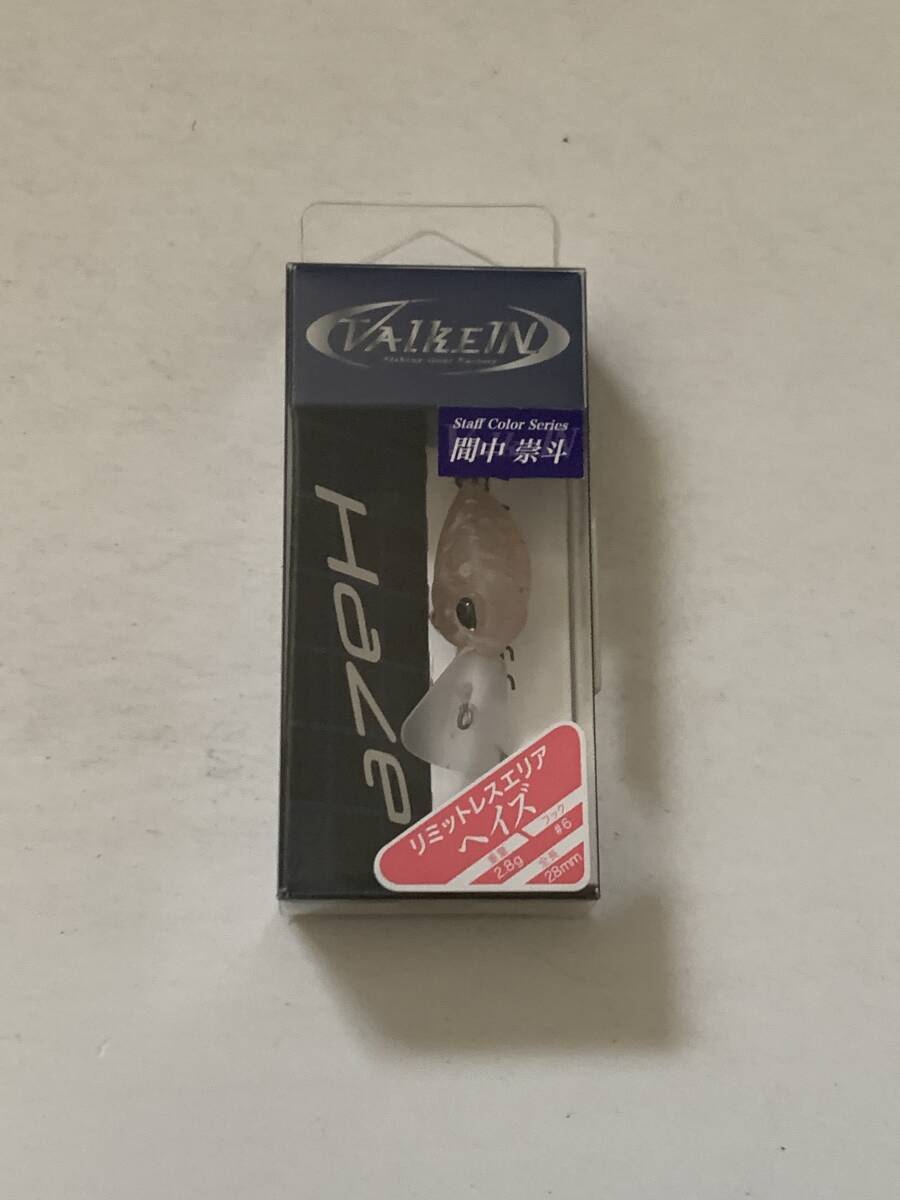 VALKEIN
Fishing Gear Factory
Staff Color Series
間中 崇斗
Haze
リミットレスエリア
ヘイズ
重量 フック
2.8g #6
全長
28mm